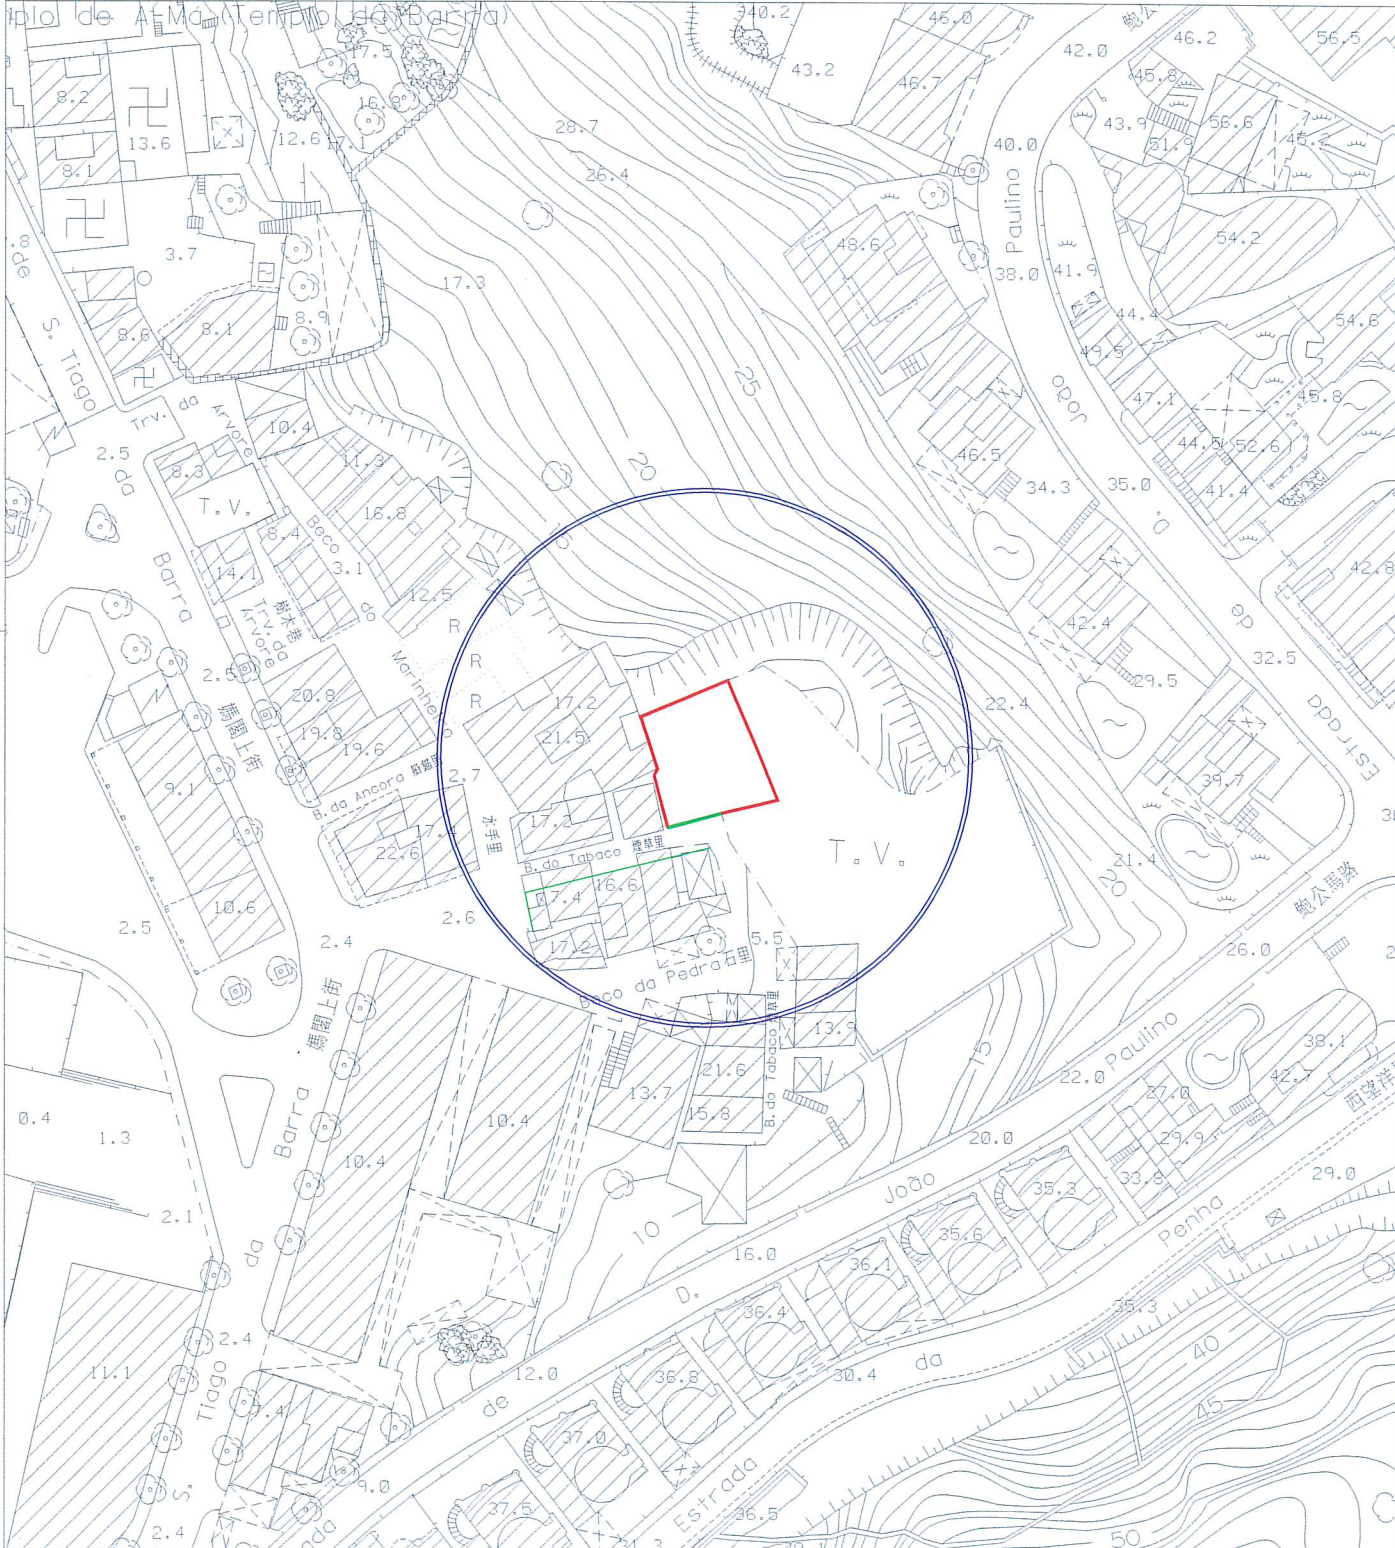 mplo de A-Má (Templo da Barra)
40.2
46.0
42.0
46.2
56.5
17.5
43.2
46.7
45.8
8.2
16.8
13.6
12.6
17.1
28.7
26.4
40.0
43.9
51.9
56.6
45.2
8.1
Paulino
48.6
54.2
3.7
.8
de
17.3
38.0
41.9
44.4
54.6
8.6
8.1
8.9
S. Tiago
49.5
25
47.1
45.8
João
Trv. da
Arvore
10.4
11.3
2.5
8.3
T. V.
20
46.5
34.3
35.0
44.5
52.6
41.4
da
Barra
16.8
8.4
Beco
3.1
do
14.1
12.5
D.
42.8
Trv. da
Arvore
樹木巷
R
R
R
Marinheiro
42.4
de
32.5
2.5
20.8
19.8
19.6
17.2
21.5
22.4
29.5
Estrada
媽閣上街
9.1
B. da Ancora
2.7
39.7
17.4
22.6
水手里
17.2
B. do Tabaco 煙草里
T. V.
21.4
20
7.4
16.6
鮑公馬路
10.6
2.5
2.6
2.4
17.2
5.5
26.0
Beco da Pedra 石里
媽閣上街
13.9
15
Paulino
38.1
13.7
21.6
15.8
B. do Tabaco
22.0
27.0
42.7
0.4
1.3
Barra
10.4
10.4
20.0
29.9
33.8
29.0
João
35.3
2.1
10
da
16.0
35.6
Penha
36.1
D.
36.4
35.3
2.4
40
11.1
Tiago
12.0
36.8
30.4
da
7.4
de
45
37.0
S.
9.0
37.5
Estrada
36.5
2.4
50